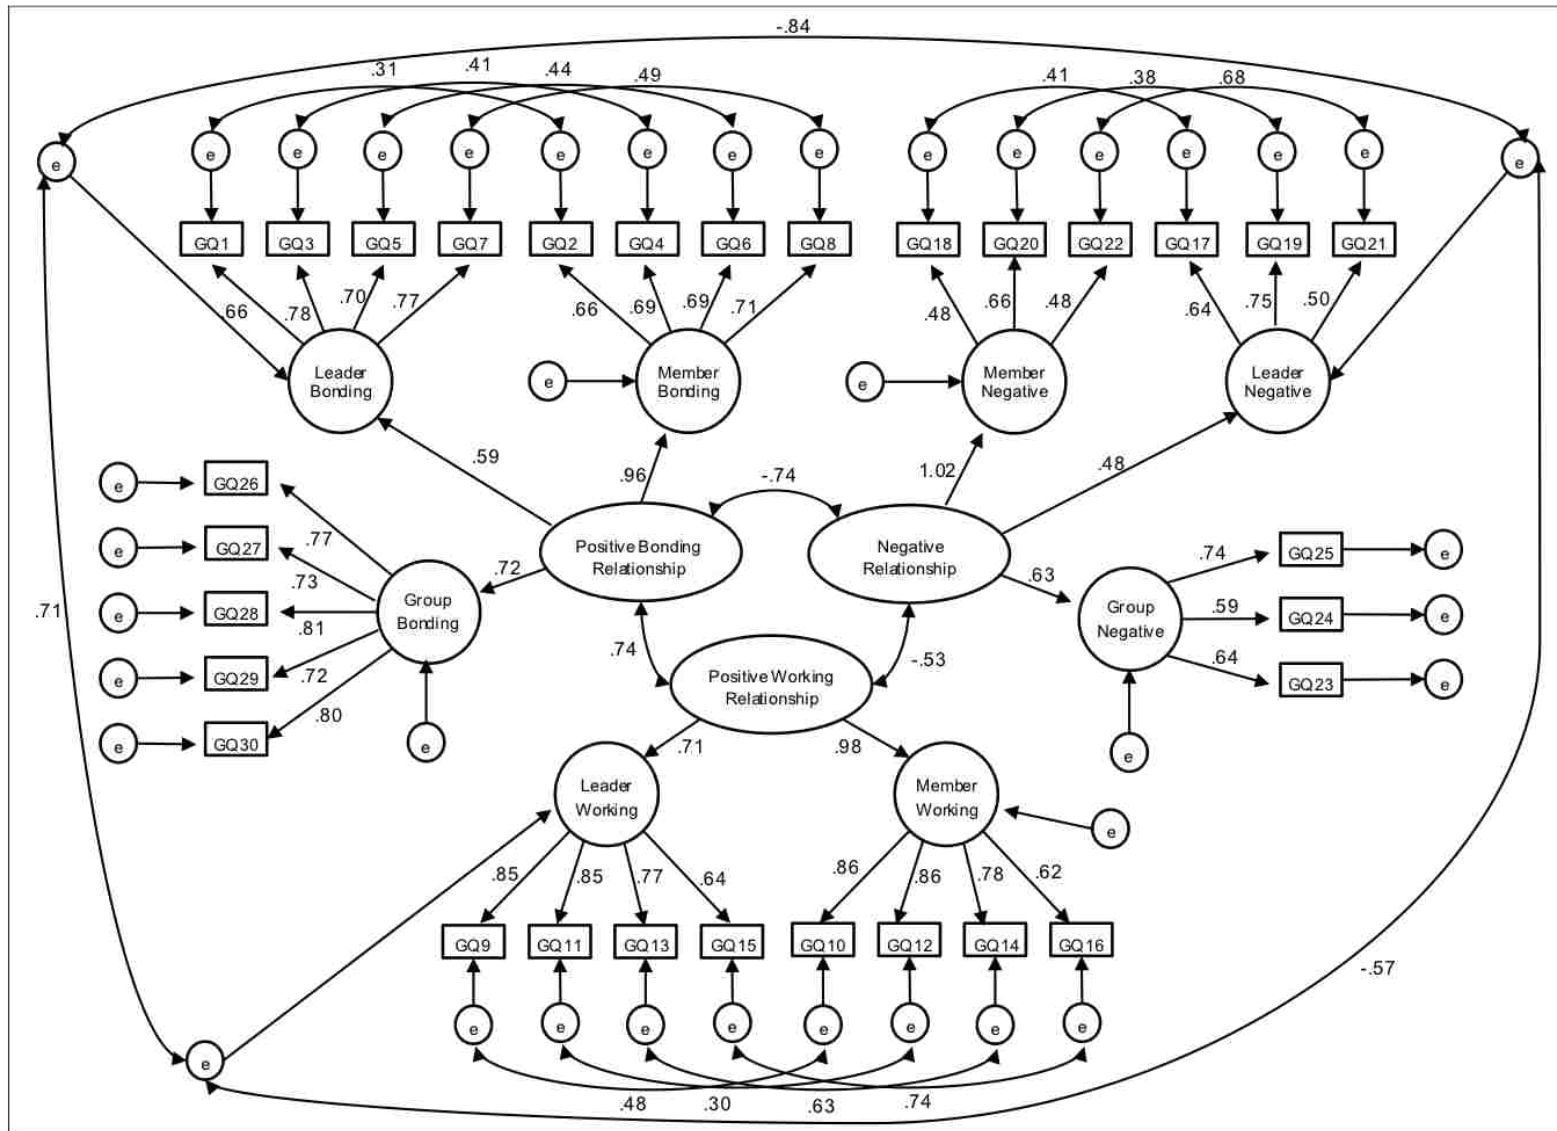 -.84
.31 .41 .44 .49 .41 .38 .68
e e e e e e e e e e e e e e
e e
GQ1 GQ3 GQ5 GQ7 GQ2 GQ4 GQ6 GQ8 GQ18 GQ20 GQ22 GQ17 GQ19 GQ21
.66 .78 .70 .77 .66 .69 .69 .71 .48 .66 .48 .64 .75 .50
Leader
Bonding
e
Member
Bonding
e
Member
Negative
Leader
Negative
.59 .96 -.74 1.02 .48
e GQ26
e GQ27
e GQ28
e GQ29
e GQ30
.77
.73
.81
.72
.80
Group
Bonding
e
.72
Positive Bonding
Relationship
Negative
Relationship
.63
Group
Negative
e
.74 GQ25 e
.59 GQ24 e
.64 GQ23 e
.71
.74
Positive Working
Relationship
-.53
.71 .98
Leader
Working
Member
Working
e
.85 .85 .77 .64 .86 .86 .78 .62
GQ9 GQ11 GQ13 GQ15 GQ10 GQ12 GQ14 GQ16
-.57
e e e e e e e e
e
.48 .30 .63 .74